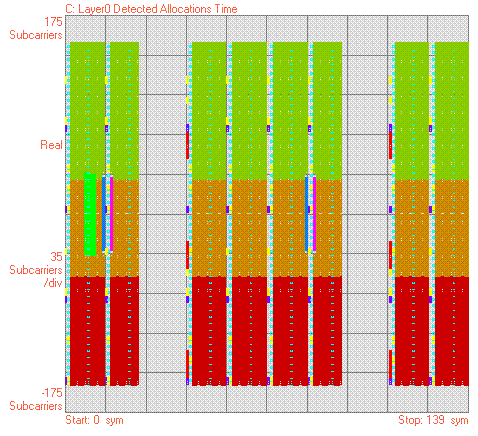 C: Layer0 Detected Allocations Time
175
Subcarriers
Real
35
Subcarriers
/div
-175
Subcarriers
Start: 0 sym
Stop: 139 sym